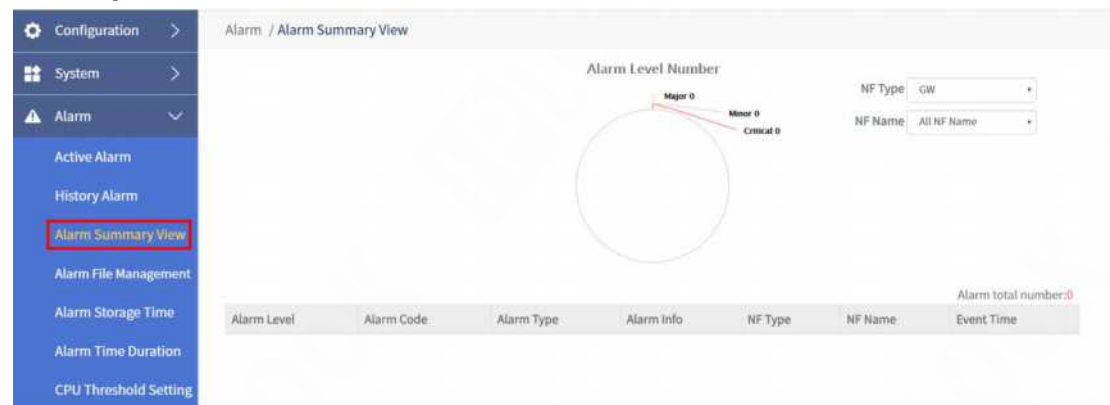 Configuration
System
Alarm
Active Alarm
History Alarm
Alarm Summary View
Alarm File Management
Alarm Storage Time
Alarm Time Duration
CPU Threshold Setting
Alarm / Alarm Summary View
Alarm Level Number
Major 0
Minor 0
Critical 0
NF Type GW
NF Name All NF Name
Alarm total number:0
Alarm Level Alarm Code Alarm Type Alarm Info NF Type NF Name Event Time